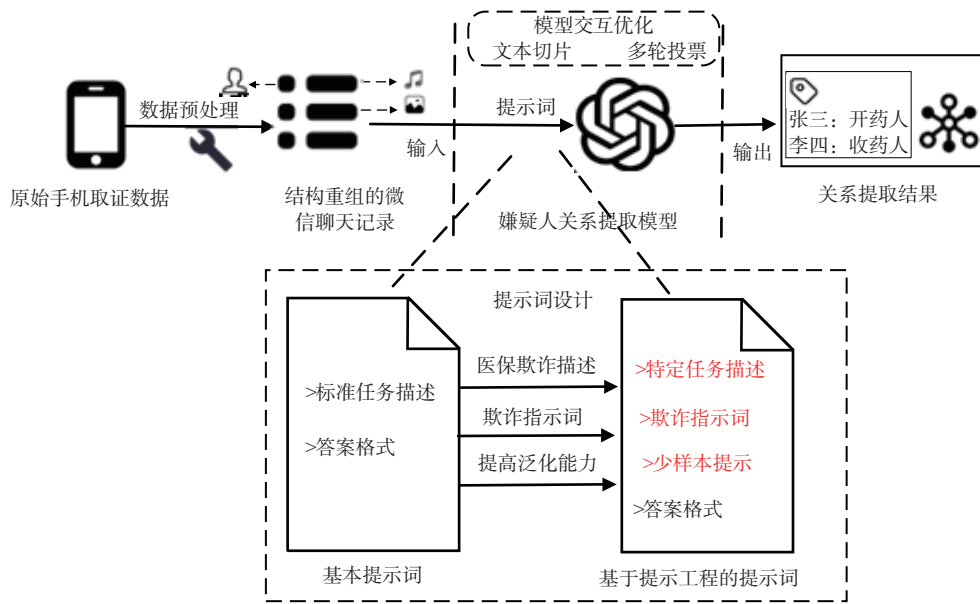 模型交互优化
文本切片 多轮投票
数据预处理
提示词
输入
输出
张三：开药人
李四：收药人
原始手机取证数据
结构重组的微
信聊天记录
嫌疑人关系提取模型
关系提取结果
提示词设计
>标准任务描述
>答案格式
医保欺诈描述
欺诈指示词
提高泛化能力
>特定任务描述
>欺诈指示词
>少样本提示
>答案格式
基本提示词
基于提示工程的提示词